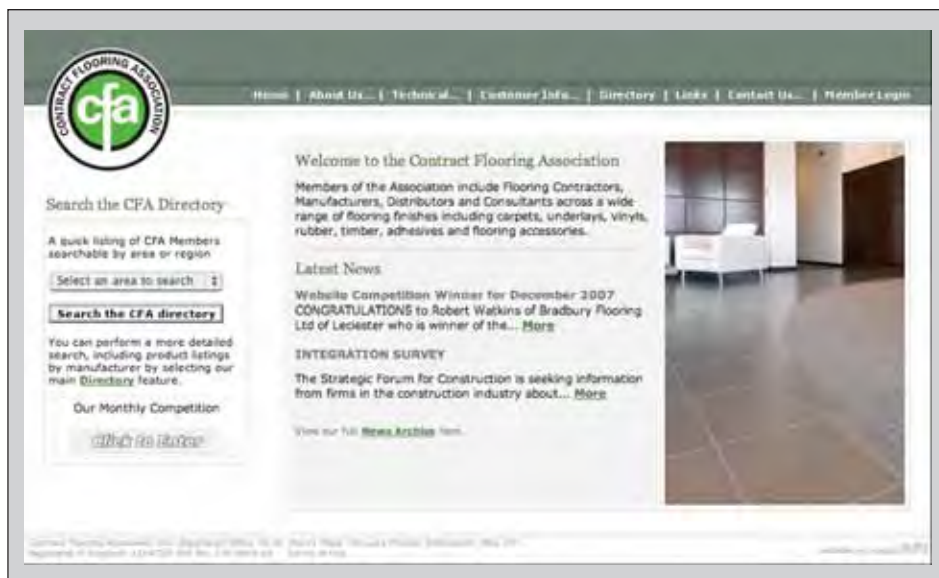 CONTRACT FLOORING ASSOCIATION
cfa
Home | About Us... | Technical... | Customer Info... | Directory | Links | Contact Us... | Member Login
Search the CFA Directory
A quick listing of CFA Members
searchable by area or region
Select an area to search
Search the CFA directory
You can perform a more detailed
search, including product listings
by manufacturer by selecting our
main Directory feature.
Our Monthly Competition
Click to Enter
Welcome to the Contract Flooring Association
Members of the Association include Flooring Contractors,
Manufacturers, Distributors and Consultants across a wide
range of flooring finishes including carpets, underlays, vinyls,
rubber, timber, adhesives and flooring accessories.
Latest News
Website Competition Winner for December 2007
CONGRATULATIONS to Robert Watkins of Bradbury Flooring
Ltd of Leciester who is winner of the... More
INTEGRATION SURVEY
The Strategic Forum for Construction is seeking information
from firms in the construction industry about... More
View our full News Archive here.